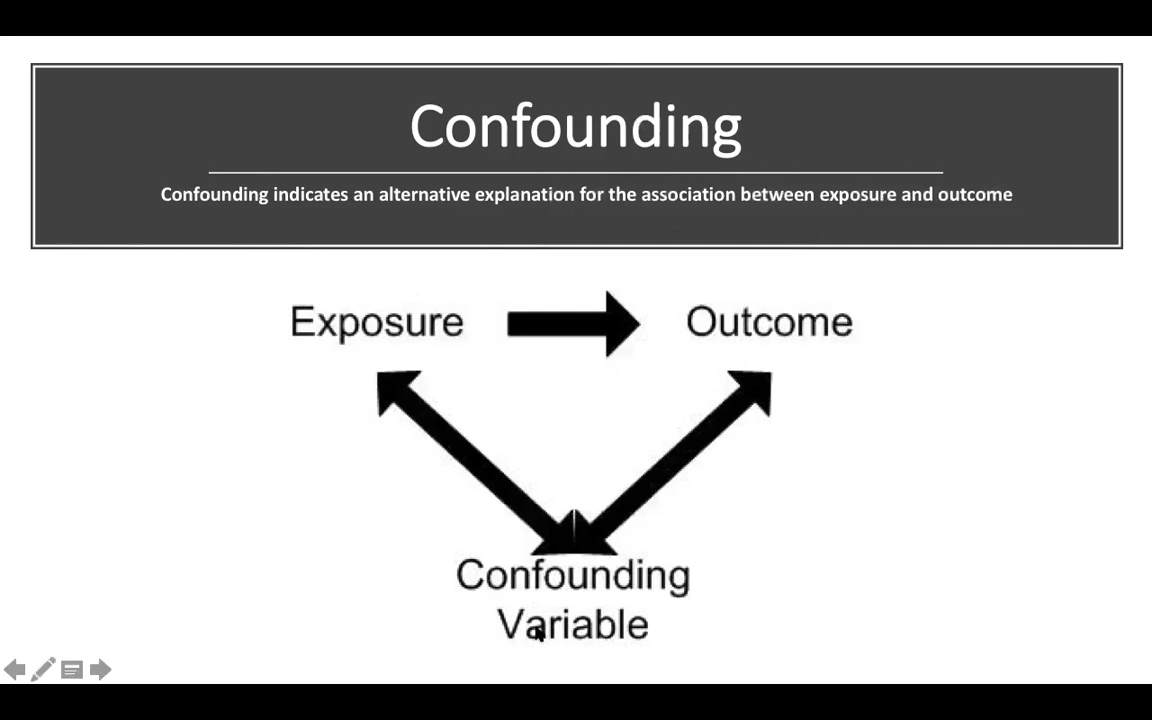 Confounding
Confounding indicates an alternative explanation for the association between exposure and outcome
Exposure
Outcome
Confounding
Variable